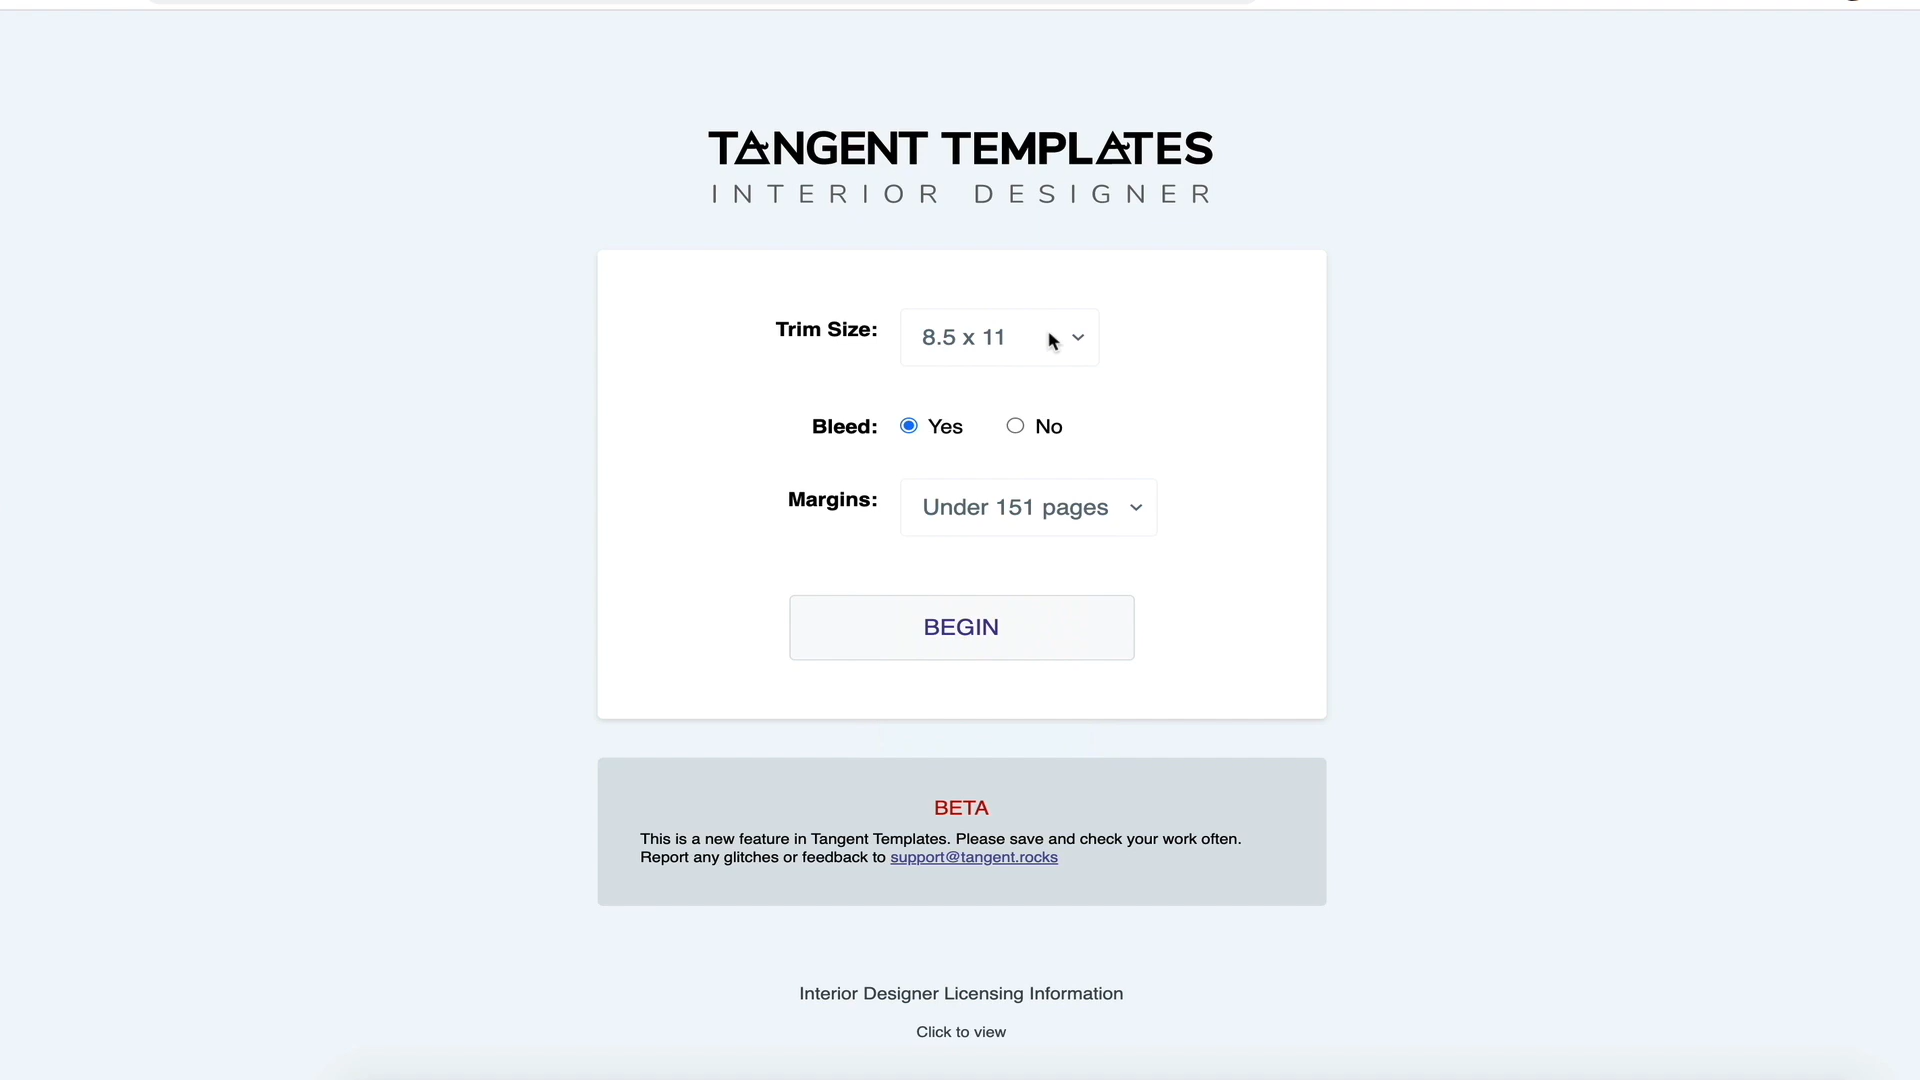 TANGENT TEMPLATES
INTERIOR DESIGNER
Trim Size:
8.5 x 11
Bleed:
Yes
No
Margins:
Under 151 pages
BEGIN
BETA
This is a new feature in Tangent Templates. Please save and check your work often.
Report any glitches or feedback to support@tangent.rocks
Interior Designer Licensing Information
Click to view